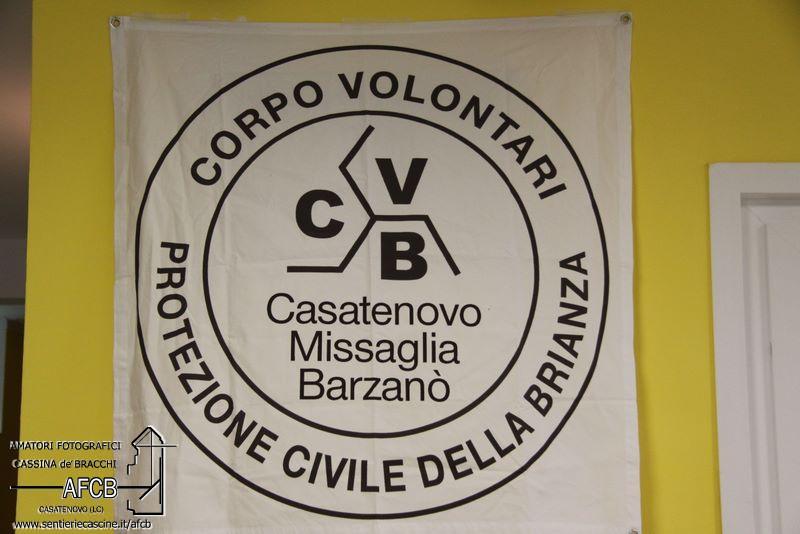 CORPO VOLONTARI
C V B
Casatenovo
Missaglia
Barzanò
PROTEZIONE CIVILE DELLA BRIANZA
AMATORI FOTOGRAFICI
CASSINA de' BRACCHI
AFCB
CASATENOVO (LC)
www.sentieriecascine.it/afcb